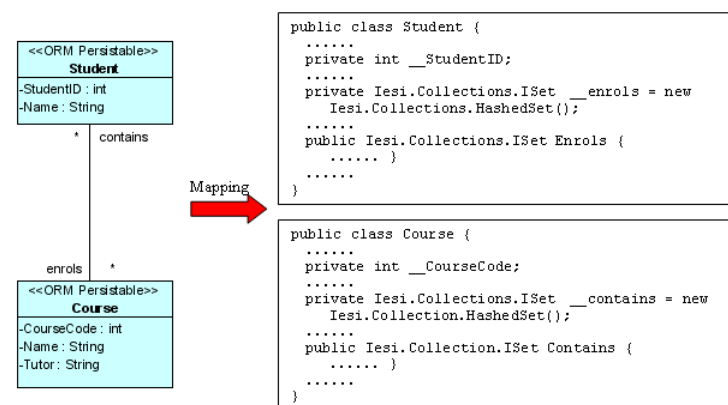 <<ORM Persistable>>
Student
-StudentID : int
-Name : String
* contains
enrols *
<<ORM Persistable>>
Course
-CourseCode : int
-Name : String
-Tutor : String
Mapping
public class Student {
......
private int __StudentID;
......
private Iesi.Collections.ISet __enrols = new
Iesi.Collections.HashedSet();
......
public Iesi.Collections.ISet Enrols {
...... }
......
}
public class Course {
......
private int __CourseCode;
......
private Iesi.Collections.ISet __contains = new
Iesi.Collection.HashedSet();
......
public Iesi.Collection.ISet Contains {
...... }
......
}